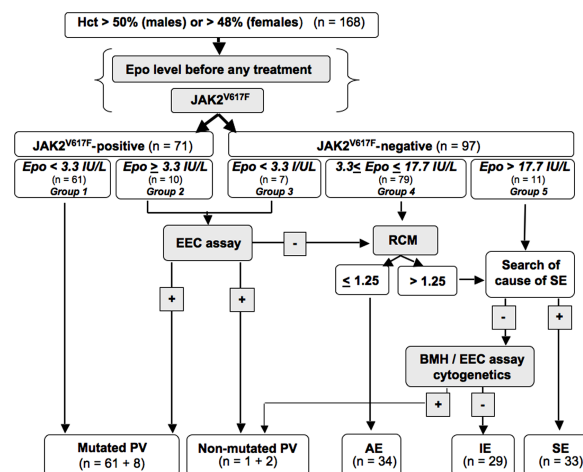 Hct > 50% (males) or > 48% (females) (n = 168)
Epo level before any treatment
JAK2V617F
JAK2V617F-positive (n = 71)
JAK2V617F-negative (n = 97)
Epo < 3.3 IU/L
(n = 61)
Group 1
Epo ≥ 3.3 IU/L
(n = 10)
Group 2
Epo < 3.3 I/UL
(n = 7)
Group 3
3.3≤ Epo ≤ 17.7 IU/L
(n = 79)
Group 4
Epo > 17.7 IU/L
(n = 11)
Group 5
EEC assay
-
RCM
Search of
cause of SE
≤ 1.25
> 1.25
+
+
-
+
BMH / EEC assay
cytogenetics
+
-
Mutated PV
(n = 61 + 8)
Non-mutated PV
(n = 1 + 2)
AE
(n = 34)
IE
(n = 29)
SE
(n = 33)